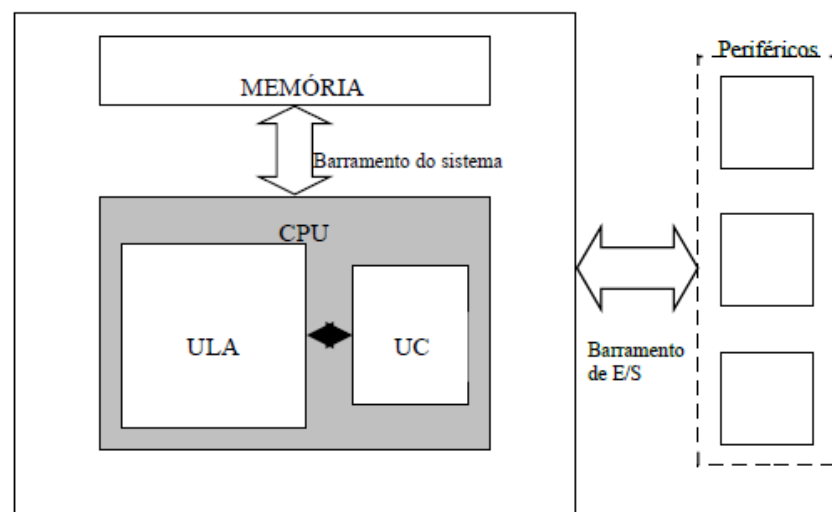 Periféricos
MEMÓRIA
Barramento do sistema
CPU
ULA
UC
Barramento
de E/S